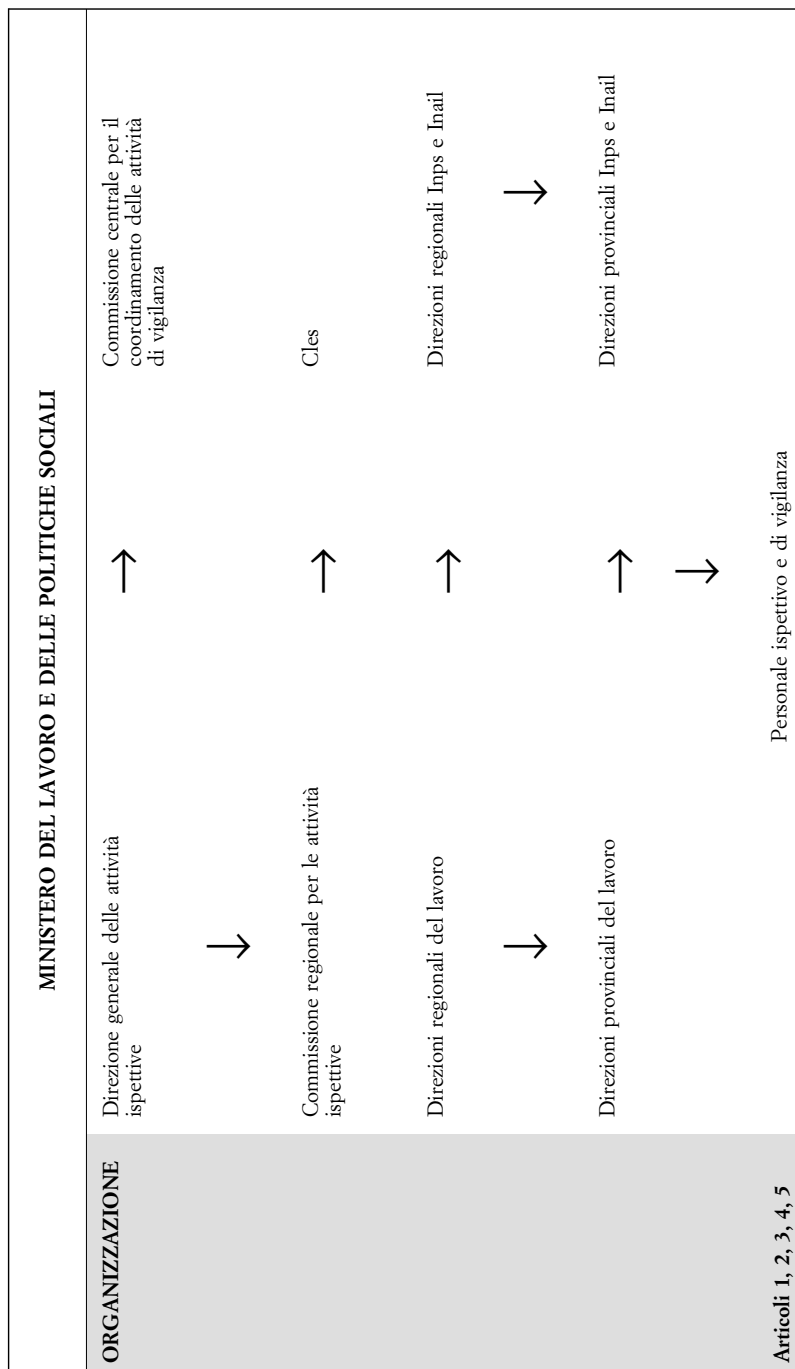 MINISTERO DEL LAVORO E DELLE POLITICHE SOCIALI
ORGANIZZAZIONE
Direzione generale delle attività
ispettive
→
Commissione centrale per il
coordinamento delle attività
di vigilanza
↓
Commissione regionale per le attività
ispettive
→
Cles
Direzioni regionali del lavoro
→
Direzioni regionali Inps e Inail
↓
↓
Direzioni provinciali del lavoro
→
Direzioni provinciali Inps e Inail
↓
Articoli 1, 2, 3, 4, 5
Personale ispettivo e di vigilanza